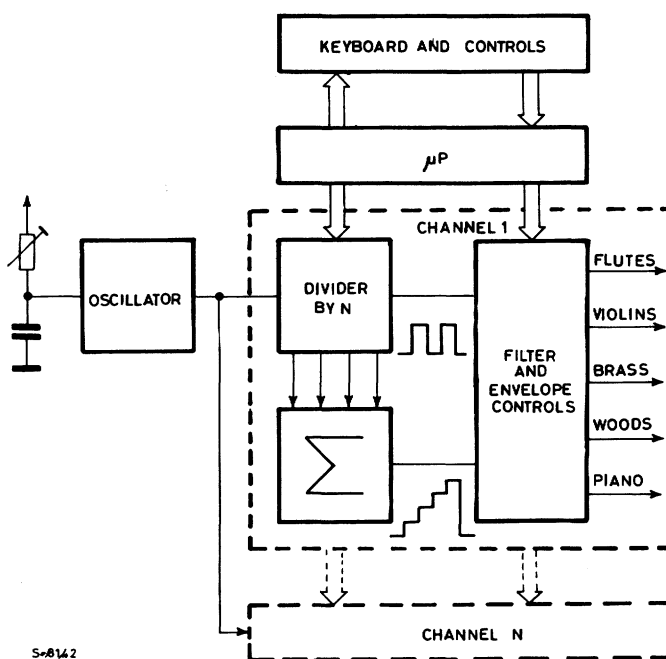 KEYBOARD AND CONTROLS
μP
CHANNEL 1
OSCILLATOR
DIVIDER
BY N
FILTER
AND
ENVELOPE
CONTROLS
FLUTES
VIOLINS
BRASS
WOODS
PIANO
Σ
CHANNEL N
S-6142